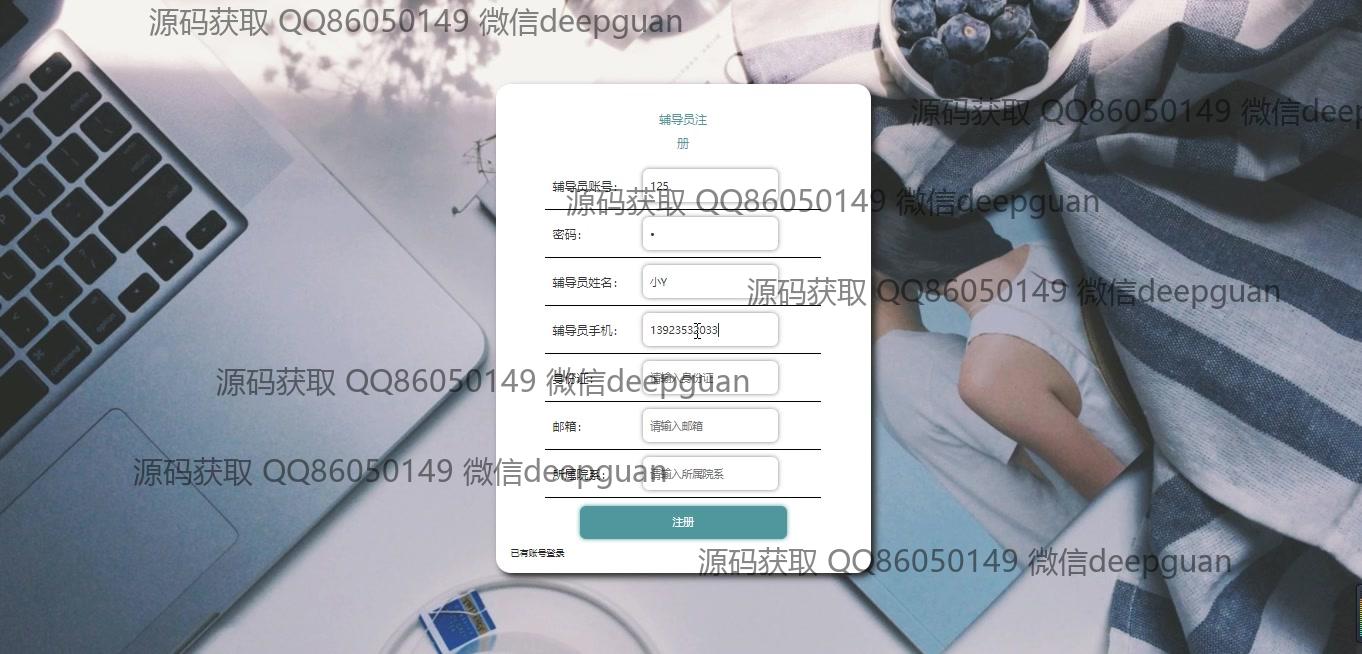 源码获取 QQ86050149 微信deepguan
源码获取 QQ86050149 微信deep
辅导员注
册
辅导员账号： 125
源码获取 QQ86050149 微信deepguan
密码： •
辅导员姓名： 小Y
源码获取 QQ86050149 微信deepguan
辅导员手机： 13923533033
身份证： 请输入身份证
源码获取 QQ86050149 微信deepguan
邮箱： 请输入邮箱
所属院系： 请输入所属院系
源码获取 QQ86050149 微信deepguan
注册
已有账号登录
源码获取 QQ86050149 微信deepguan
delete
return
shift
option
command